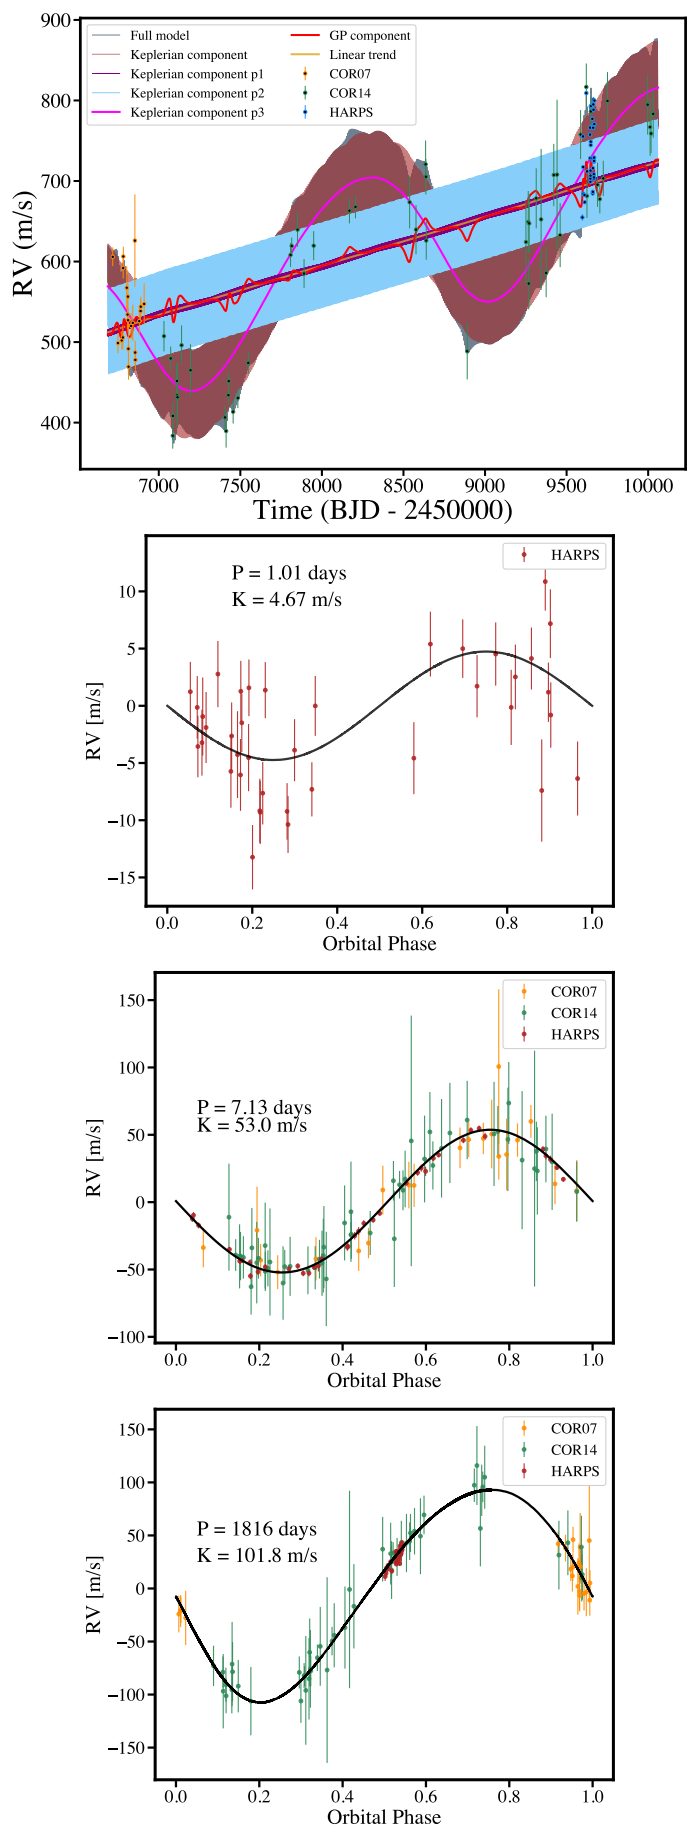 Full model
Keplerian component
Keplerian component p1
Keplerian component p2
Keplerian component p3
GP component
Linear trend
COR07
COR14
HARPS
900
800
700
600
500
400
RV (m/s)
7000 7500 8000 8500 9000 9500 10000
Time (BJD - 2450000)
HARPS
P = 1.01 days
K = 4.67 m/s
10
5
0
−5
−10
−15
RV [m/s]
0.0 0.2 0.4 0.6 0.8 1.0
Orbital Phase
COR07
COR14
HARPS
P = 7.13 days
K = 53.0 m/s
150
100
50
0
−50
−100
RV [m/s]
0.0 0.2 0.4 0.6 0.8 1.0
Orbital Phase
COR07
COR14
HARPS
P = 1816 days
K = 101.8 m/s
150
100
50
0
−50
−100
−150
RV [m/s]
0.0 0.2 0.4 0.6 0.8 1.0
Orbital Phase